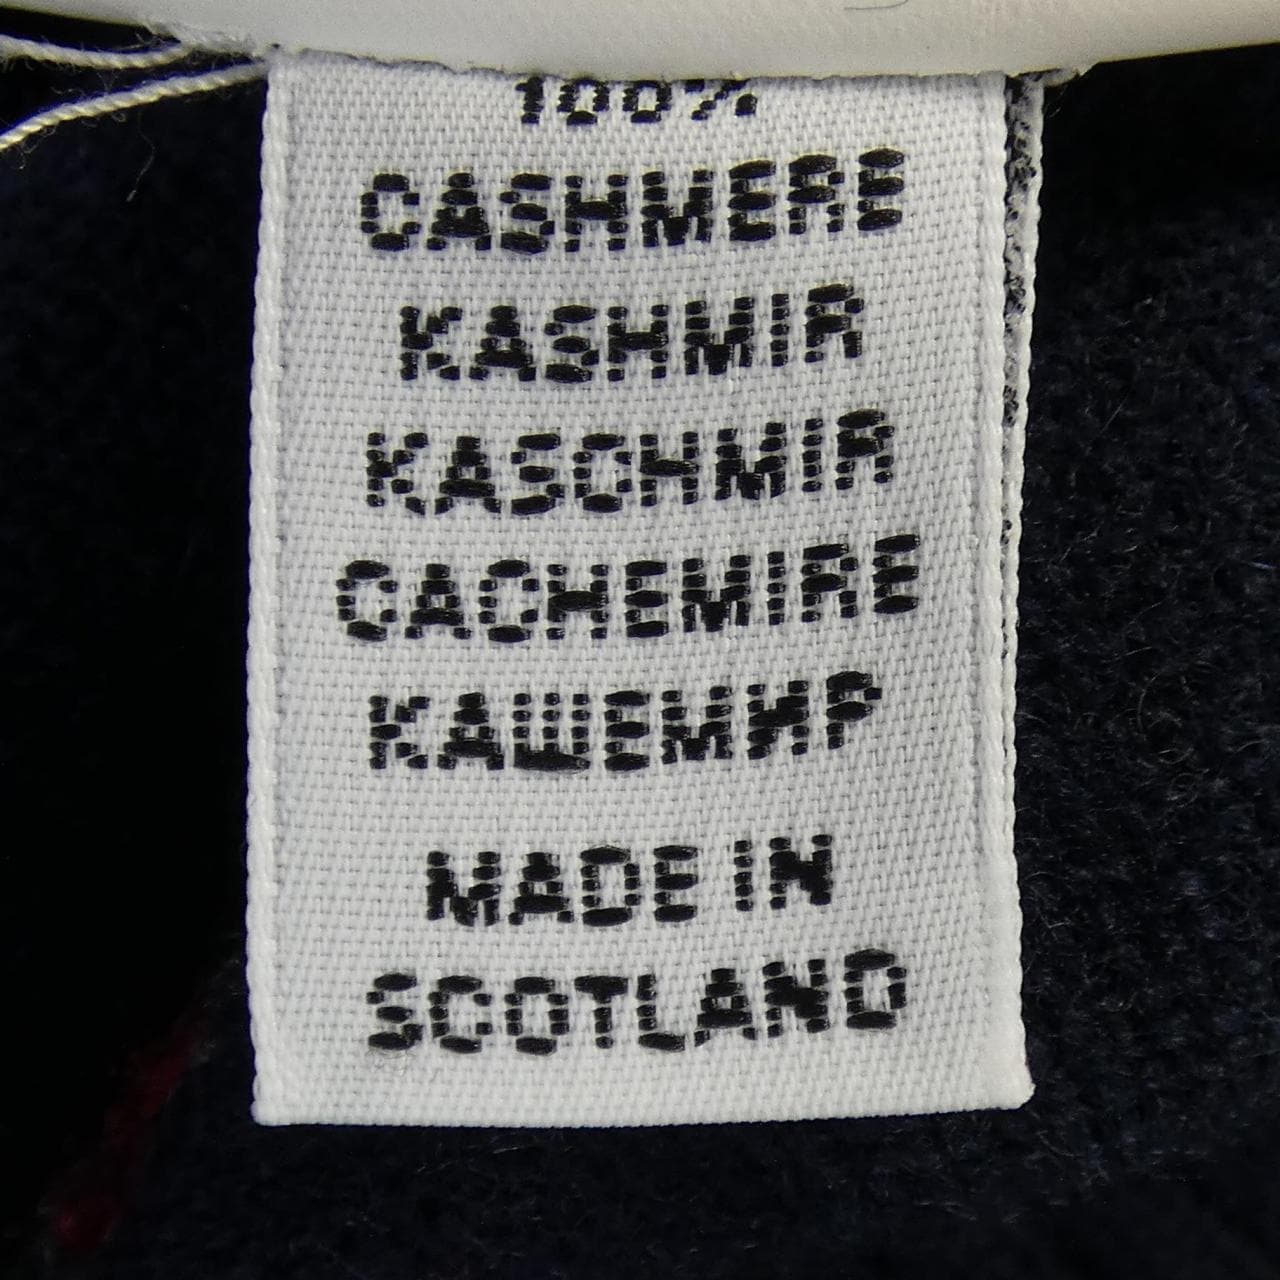 100%
CASHMERE
KASHMIR
KASCHMIR
CACHEMIRE
КАШЕМИР
MADE IN
SCOTLAND